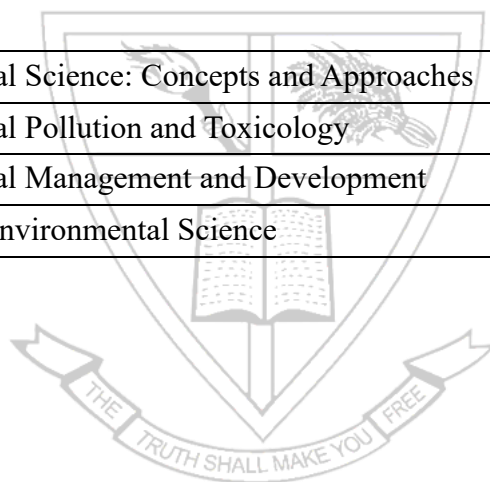 al Science: Concepts and Approaches
al Pollution and Toxicology
al Management and Development
nvironmental Science
THE TRUTH SHALL MAKE YOU FREE